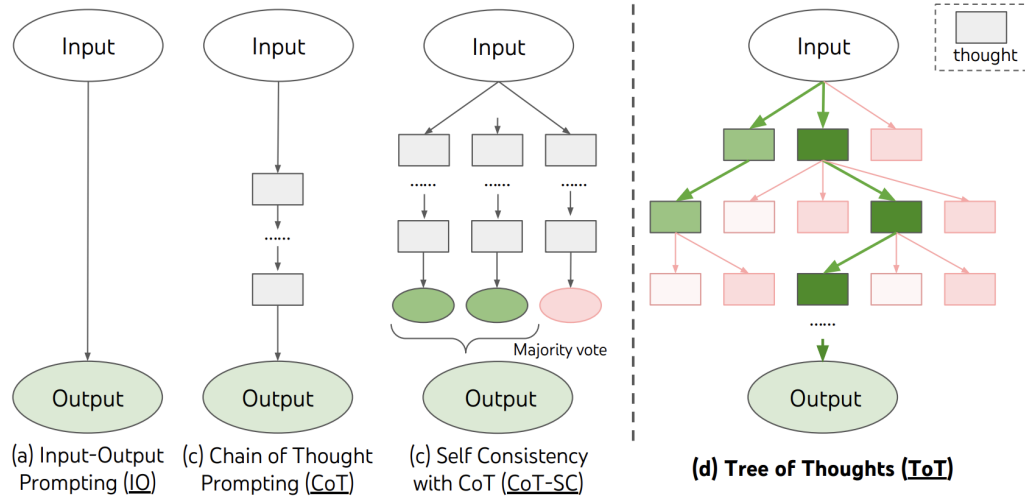 Input
Input
Input
Input
thought
......
......
......
......
......
Majority vote
Output
Output
Output
Output
(a) Input-Output
Prompting (IO)
(c) Chain of Thought
Prompting (CoT)
(c) Self Consistency
with CoT (CoT-SC)
(d) Tree of Thoughts (ToT)